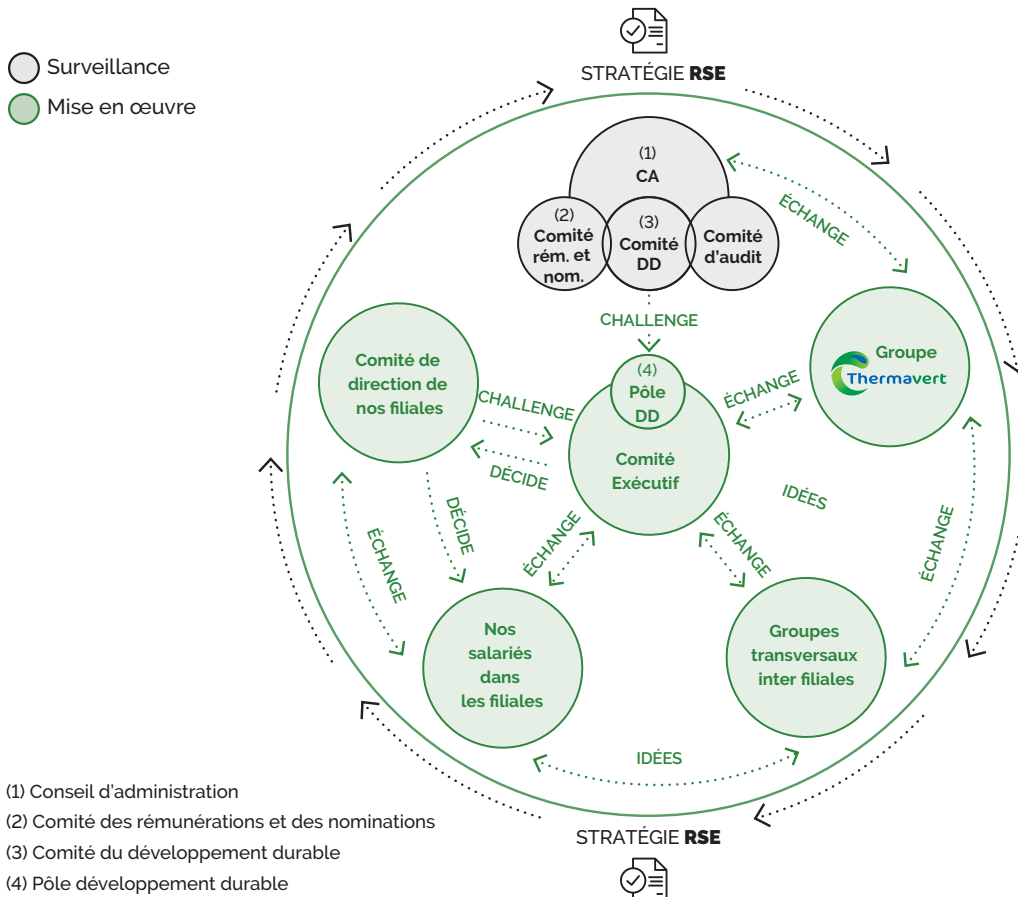 STRATÉGIE RSE
Surveillance
Mise en œuvre
(1)
CA
(2)
Comité
rém. et
nom.
(3)
Comité
DD
Comité
d'audit
ÉCHANGE
CHALLENGE
Comité de
direction de
nos filiales
(4)
Pôle
DD
Comité
Exécutif
Groupe
Thermavert
CHALLENGE
DÉCIDE
ÉCHANGE
IDÉES
DÉCIDE
ÉCHANGE
ÉCHANGE
ÉCHANGE
ÉCHANGE
Nos
salariés
dans
les filiales
Groupes
transversaux
inter filiales
IDÉES
STRATÉGIE RSE
(1) Conseil d'administration
(2) Comité des rémunérations et des nominations
(3) Comité du développement durable
(4) Pôle développement durable